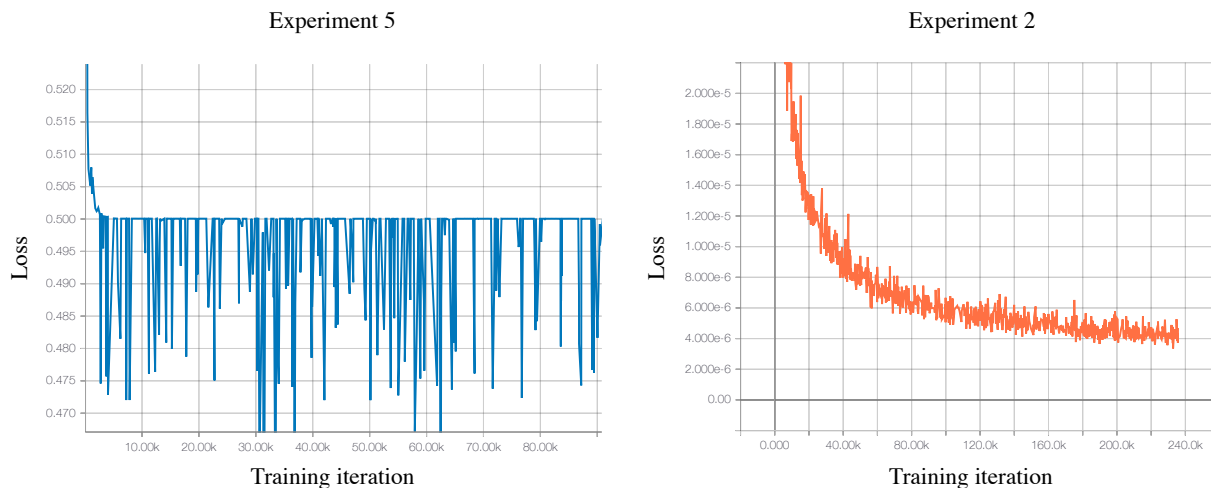 Experiment 5
0.520
0.515
0.510
0.505
0.500
0.495
0.490
0.485
0.480
0.475
0.470
Loss
10.00k 20.00k 30.00k 40.00k 50.00k 60.00k 70.00k 80.00k
Training iteration
Experiment 2
2.000e-5
1.800e-5
1.600e-5
1.400e-5
1.200e-5
1.000e-5
8.000e-6
6.000e-6
4.000e-6
2.000e-6
0.00
Loss
0.000 40.00k 80.00k 120.0k 160.0k 200.0k 240.0k
Training iteration